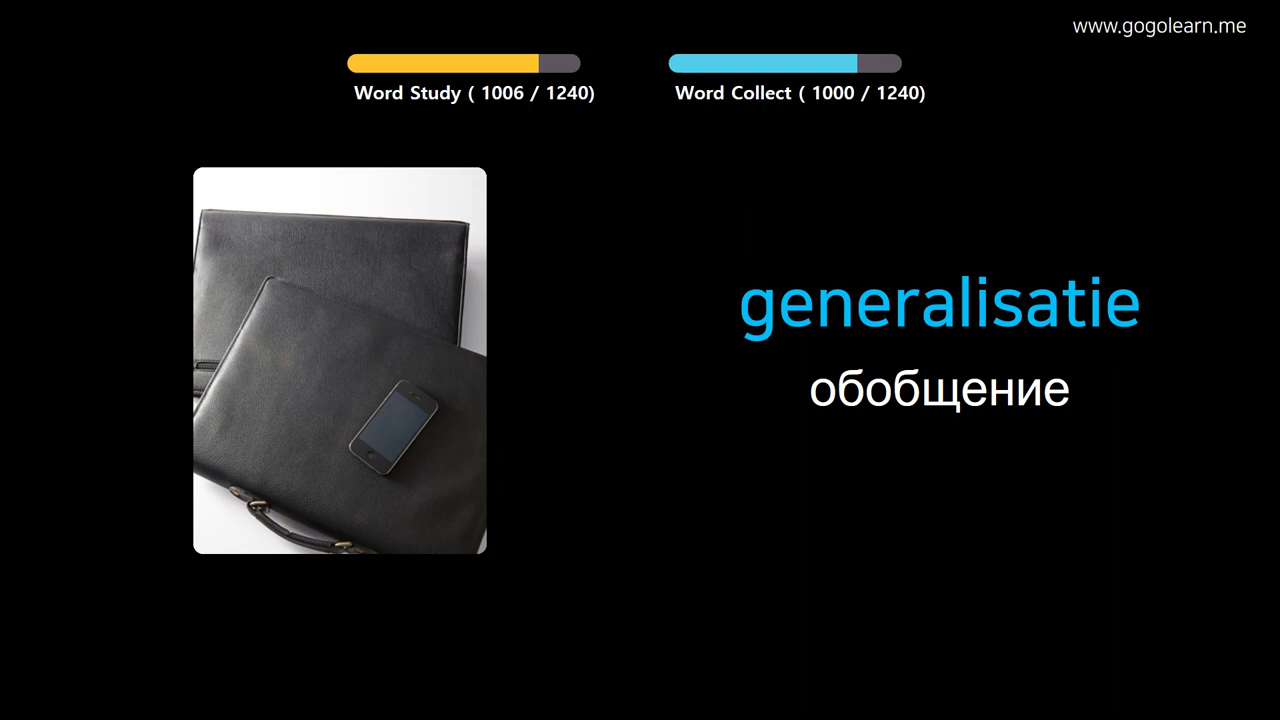 www.gogolearn.me
Word Study ( 1006 / 1240)
Word Collect ( 1000 / 1240)
generalisatie
обобщение